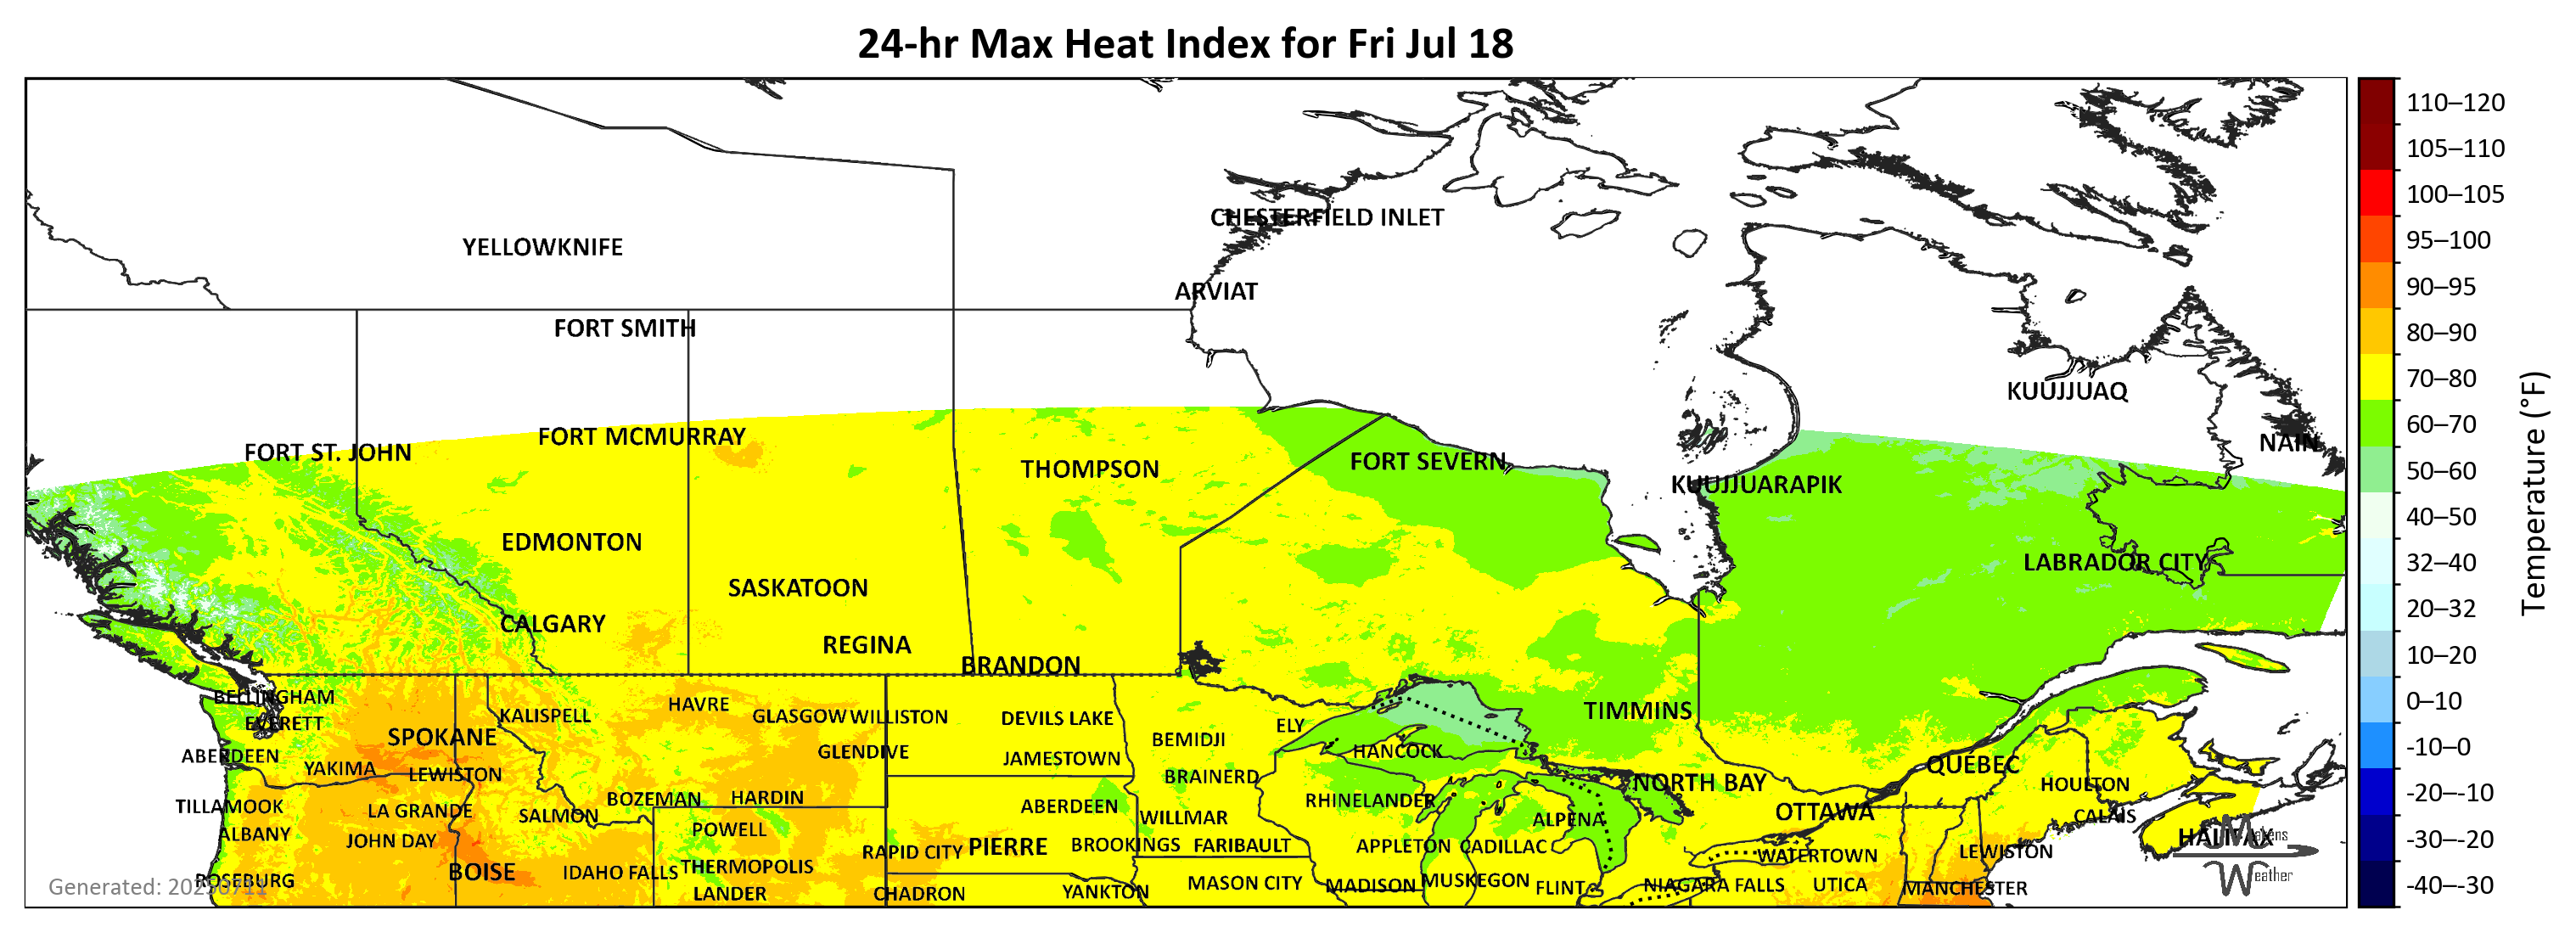 24-hr Max Heat Index for Fri Jul 18
110–120
105–110
100–105
95–100
90–95
80–90
70–80
60–70
50–60
40–50
32–40
20–32
10–20
0–10
-10–0
-20–-10
-30–-20
-40–-30
Temperature (°F)
CHESTERFIELD INLET
YELLOWKNIFE
ARVIAT
FORT SMITH
KUUJJUAQ
FORT MCMURRAY
NAIN
FORT ST. JOHN
FORT SEVERN
THOMPSON
KUUJJUARAPIK
EDMONTON
LABRADOR CITY
SASKATOON
CALGARY
REGINA
BRANDON
BELLINGHAM
HAVRE
TIMMINS
KALISPELL
GLASGOW
WILLISTON
DEVILS LAKE
EVERETT
ELY
SPOKANE
BEMIDJI
ABERDEEN
GLENDIVE
JAMESTOWN
HANCOCK
QUÉBEC
YAKIMA
LEWISTON
BRAINERD
NORTH BAY
HOULTON
TILLAMOOK
LA GRANDE
BOZEMAN
HARDIN
ABERDEEN
RHINELANDER
SALMON
WILLMAR
ALPENA
OTTAWA
CALAIS
ALBANY
JOHN DAY
POWELL
HALIFAX
RAPID CITY
PIERRE
BROOKINGS
FARIBAULT
APPLETON
CADILLAC
WATERTOWN
LEWISTON
BOISE
IDAHO FALLS
THERMOPOLIS
ROSEBURG
MASON CITY
MADISON
MUSKEGON
FLINT
NIAGARA FALLS
UTICA
MANCHESTER
LANDER
CHADRON
YANKTON
Generated: 20250711
Weather